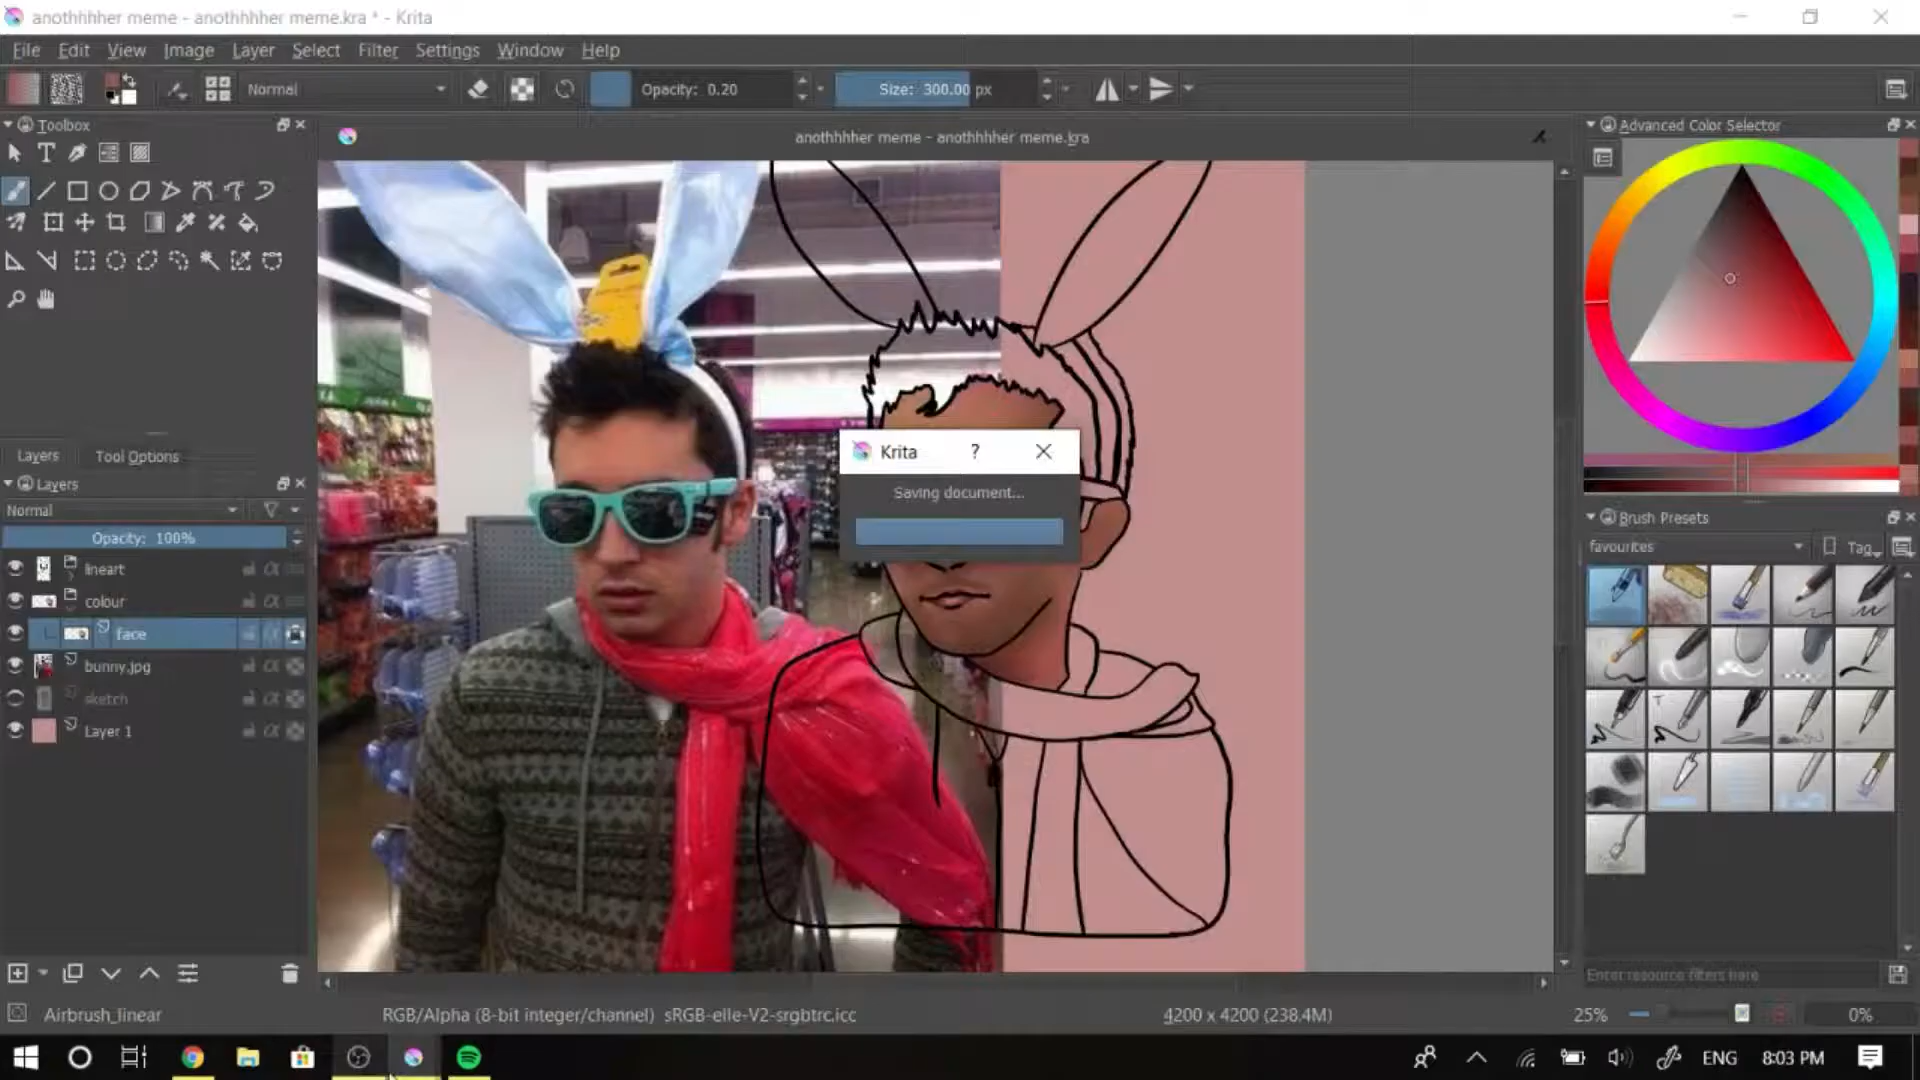 anothhhher meme - anothhhher meme.kra * - Krita
File Edit View Image Layer Select Filter Settings Window Help
Normal Opacity: 0.20 Size: 300.00 px
Toolbox
anothhhher meme - anothhhher meme.kra
Advanced Color Selector
Krita ?
Saving document...
Layers Tool Options
Layers
Normal
Opacity: 100%
lineart
colour
face
bunny.jpg
sketch
Layer 1
Brush Presets
favourites Tag
Enter resource filters here
Airbrush_linear RGB/Alpha (8-bit integer/channel) sRGB-elle-V2-srgbtrc.icc 4200 x 4200 (238.4M) 25% 0%
ENG 8:03 PM